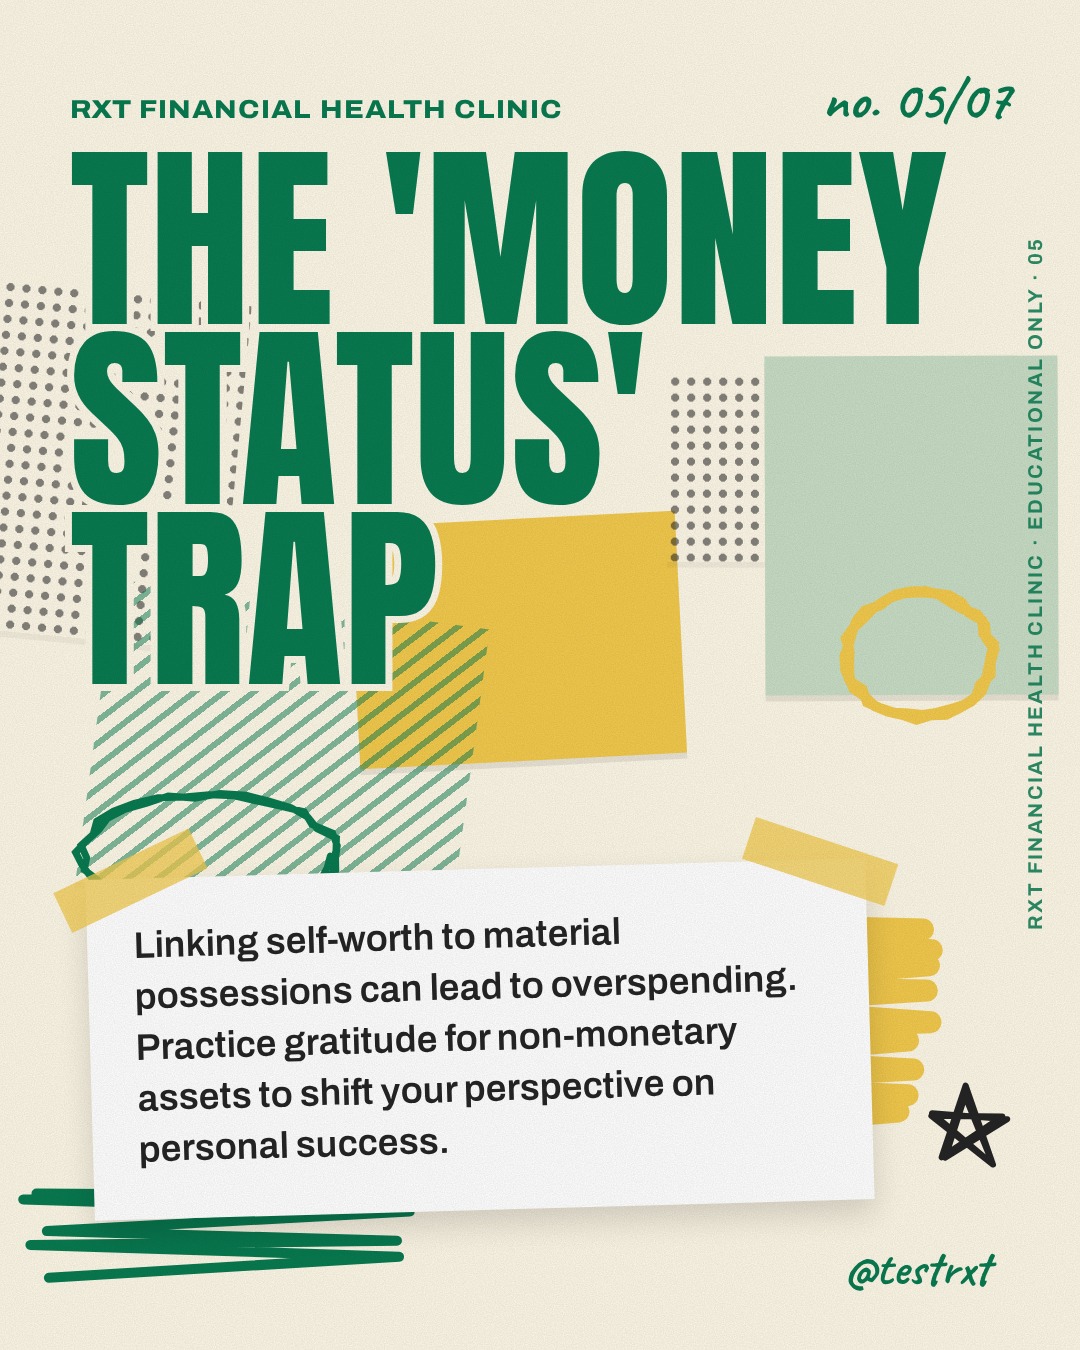 RXT FINANCIAL HEALTH CLINIC
no. 05/07
THE 'MONEY
STATUS'
TRAP
RXT FINANCIAL HEALTH CLINIC · EDUCATIONAL ONLY · 05
Linking self-worth to material
possessions can lead to overspending.
Practice gratitude for non-monetary
assets to shift your perspective on
personal success.
@testrxt